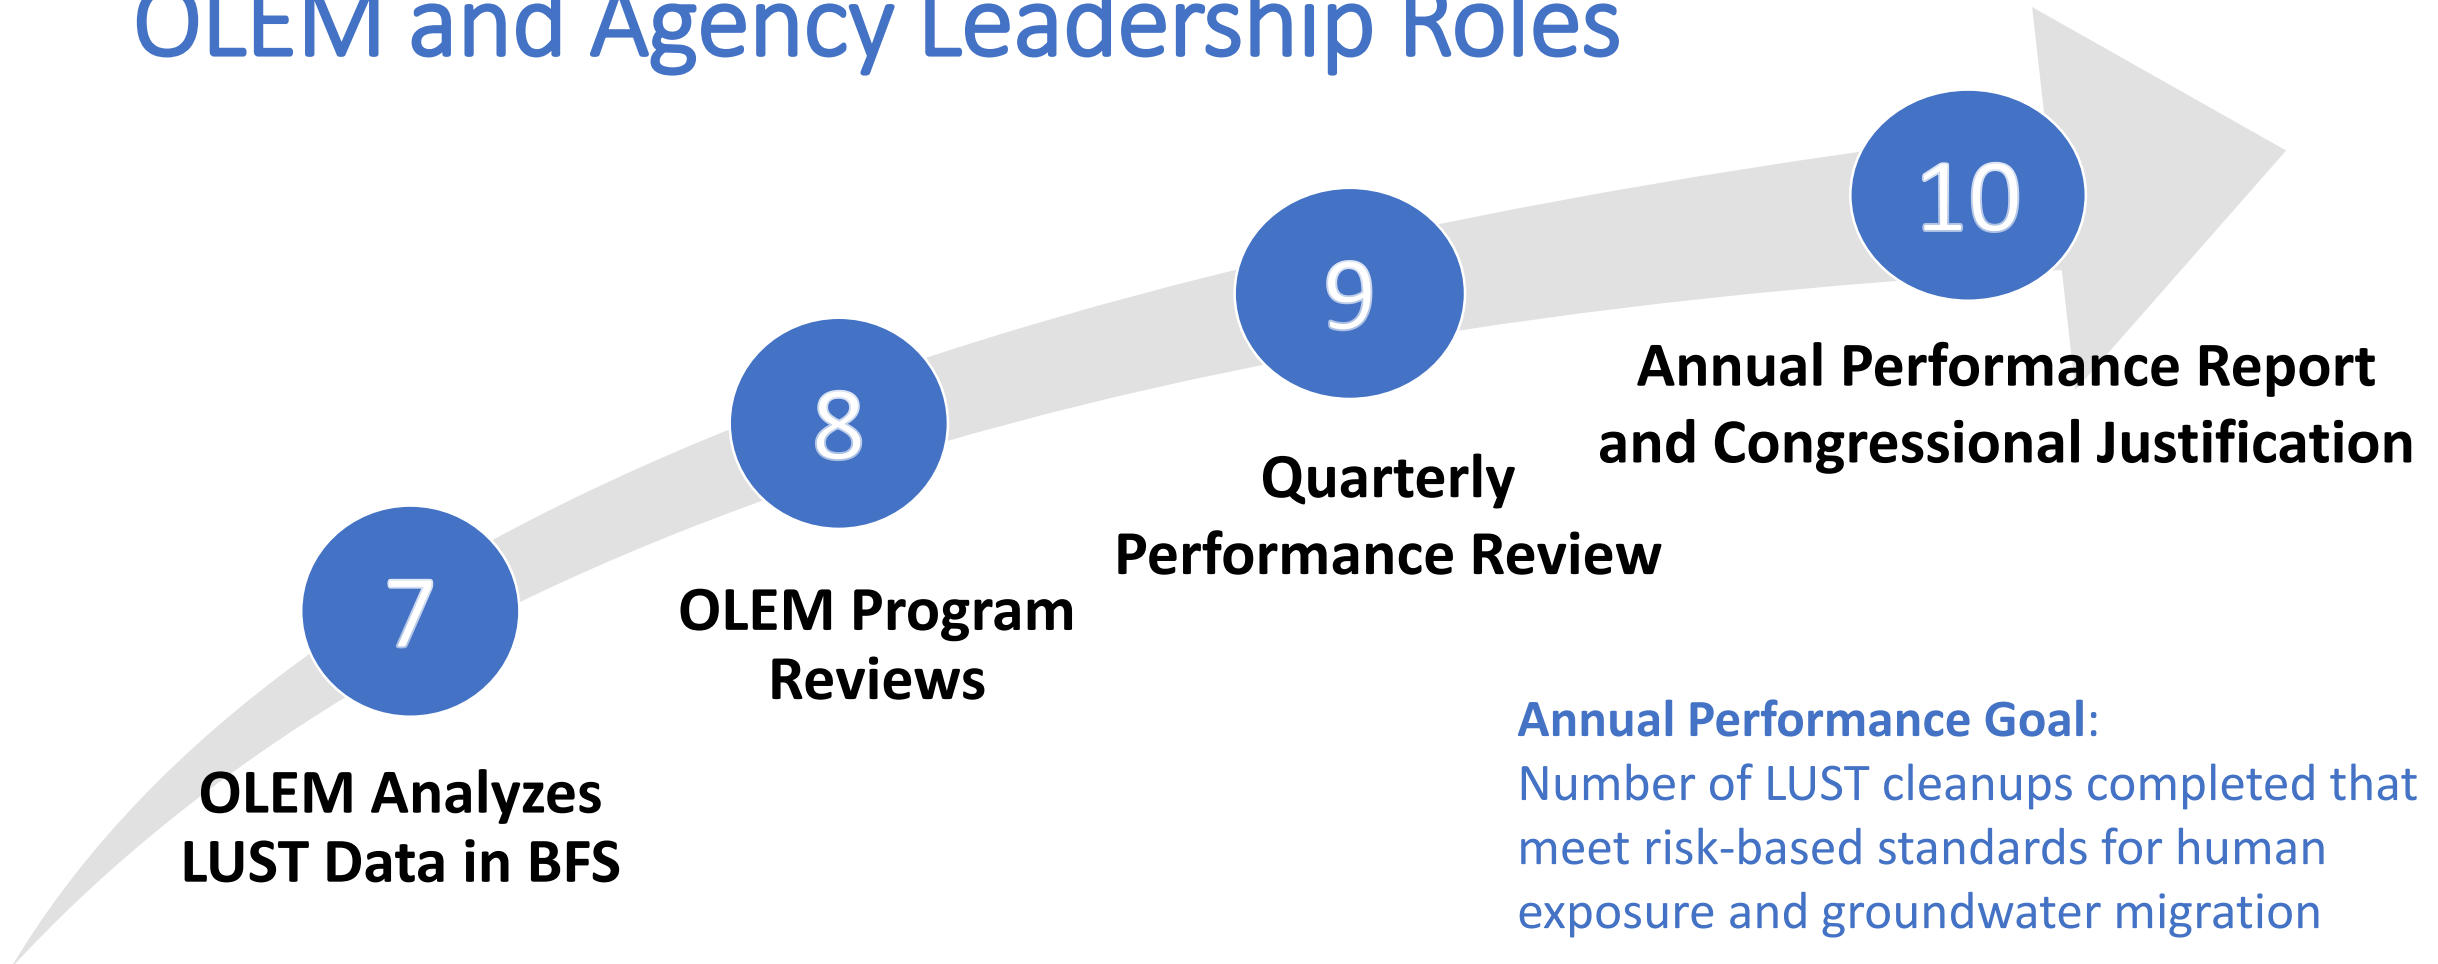 OLEM and Agency Leadership Roles
7
OLEM Analyzes
LUST Data in BFS
8
OLEM Program
Reviews
9
Quarterly
Performance Review
10
Annual Performance Report
and Congressional Justification
Annual Performance Goal:
Number of LUST cleanups completed that
meet risk-based standards for human
exposure and groundwater migration